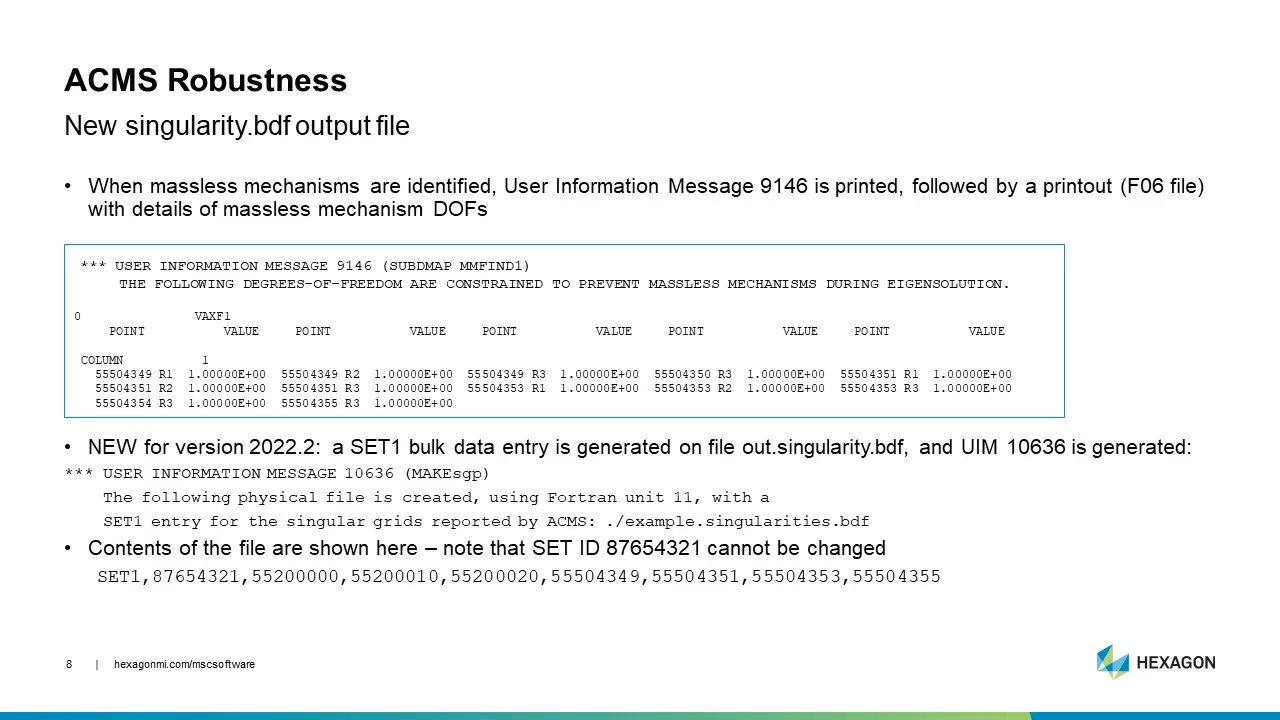 ACMS Robustness
New singularity.bdf output file
• When massless mechanisms are identified, User Information Message 9146 is printed, followed by a printout (F06 file)
with details of massless mechanism DOFs
*** USER INFORMATION MESSAGE 9146 (SUBDMAP MMFIND1)
THE FOLLOWING DEGREES-OF-FREEDOM ARE CONSTRAINED TO PREVENT MASSLESS MECHANISMS DURING EIGENSOLUTION.
0 VAXF1
POINT VALUE POINT VALUE POINT VALUE POINT VALUE POINT VALUE
COLUMN 1
55504349 R1 1.00000E+00 55504349 R2 1.00000E+00 55504349 R3 1.00000E+00 55504350 R3 1.00000E+00 55504351 R1 1.00000E+00
55504351 R2 1.00000E+00 55504351 R3 1.00000E+00 55504353 R1 1.00000E+00 55504353 R2 1.00000E+00 55504353 R3 1.00000E+00
55504354 R3 1.00000E+00 55504355 R3 1.00000E+00
• NEW for version 2022.2: a SET1 bulk data entry is generated on file out.singularity.bdf, and UIM 10636 is generated:
*** USER INFORMATION MESSAGE 10636 (MAKEsgp)
The following physical file is created, using Fortran unit 11, with a
SET1 entry for the singular grids reported by ACMS: ./example.singularities.bdf
• Contents of the file are shown here – note that SET ID 87654321 cannot be changed
SET1,87654321,55200000,55200010,55200020,55504349,55504351,55504353,55504355
8 | hexagonmi.com/mscsoftware
HEXAGON